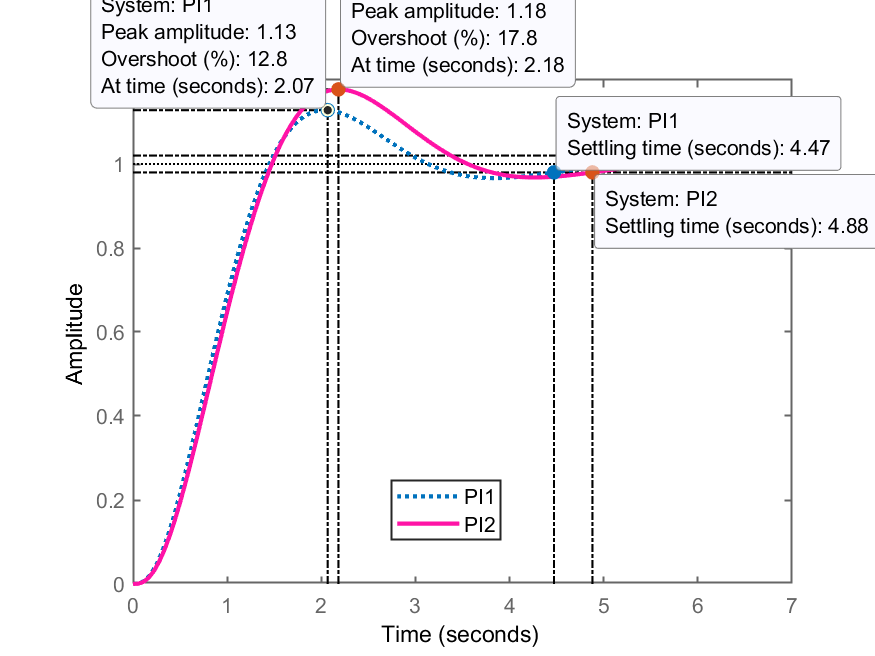 System: PI1
Peak amplitude: 1.13
Overshoot (%): 12.8
At time (seconds): 2.07
Peak amplitude: 1.18
Overshoot (%): 17.8
At time (seconds): 2.18
System: PI1
Settling time (seconds): 4.47
System: PI2
Settling time (seconds): 4.88
1
0.8
0.6
0.4
0.2
0
Amplitude
PI1
PI2
0 1 2 3 4 5 6 7
Time (seconds)